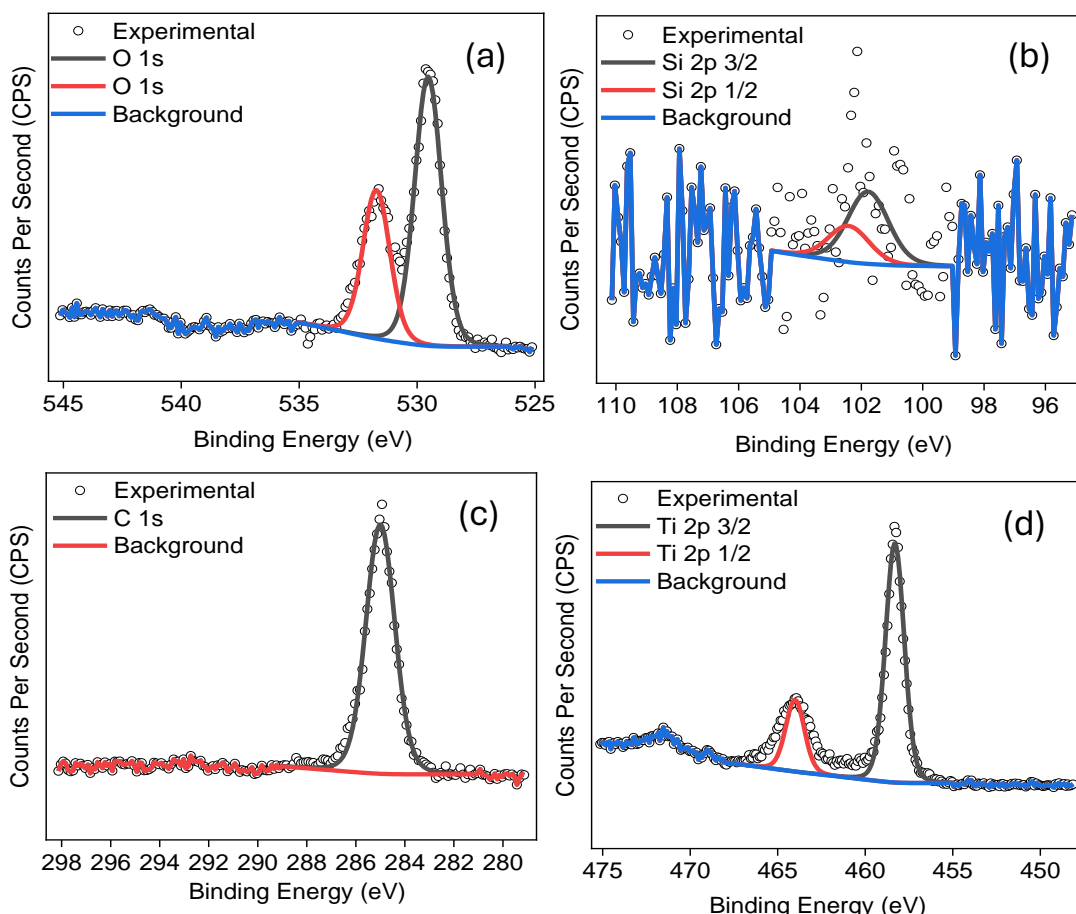 (a)
Experimental
O 1s
O 1s
Background
Counts Per Second (CPS)
545 540 535 530 525
Binding Energy (eV)
(b)
Experimental
Si 2p 3/2
Si 2p 1/2
Background
Counts Per Second (CPS)
110 108 106 104 102 100 98 96
Binding Energy (eV)
(c)
Experimental
C 1s
Background
Counts Per Second (CPS)
298 296 294 292 290 288 286 284 282 280
Binding Energy (eV)
(d)
Experimental
Ti 2p 3/2
Ti 2p 1/2
Background
Counts Per Second (CPS)
475 470 465 460 455 450
Binding Energy (eV)